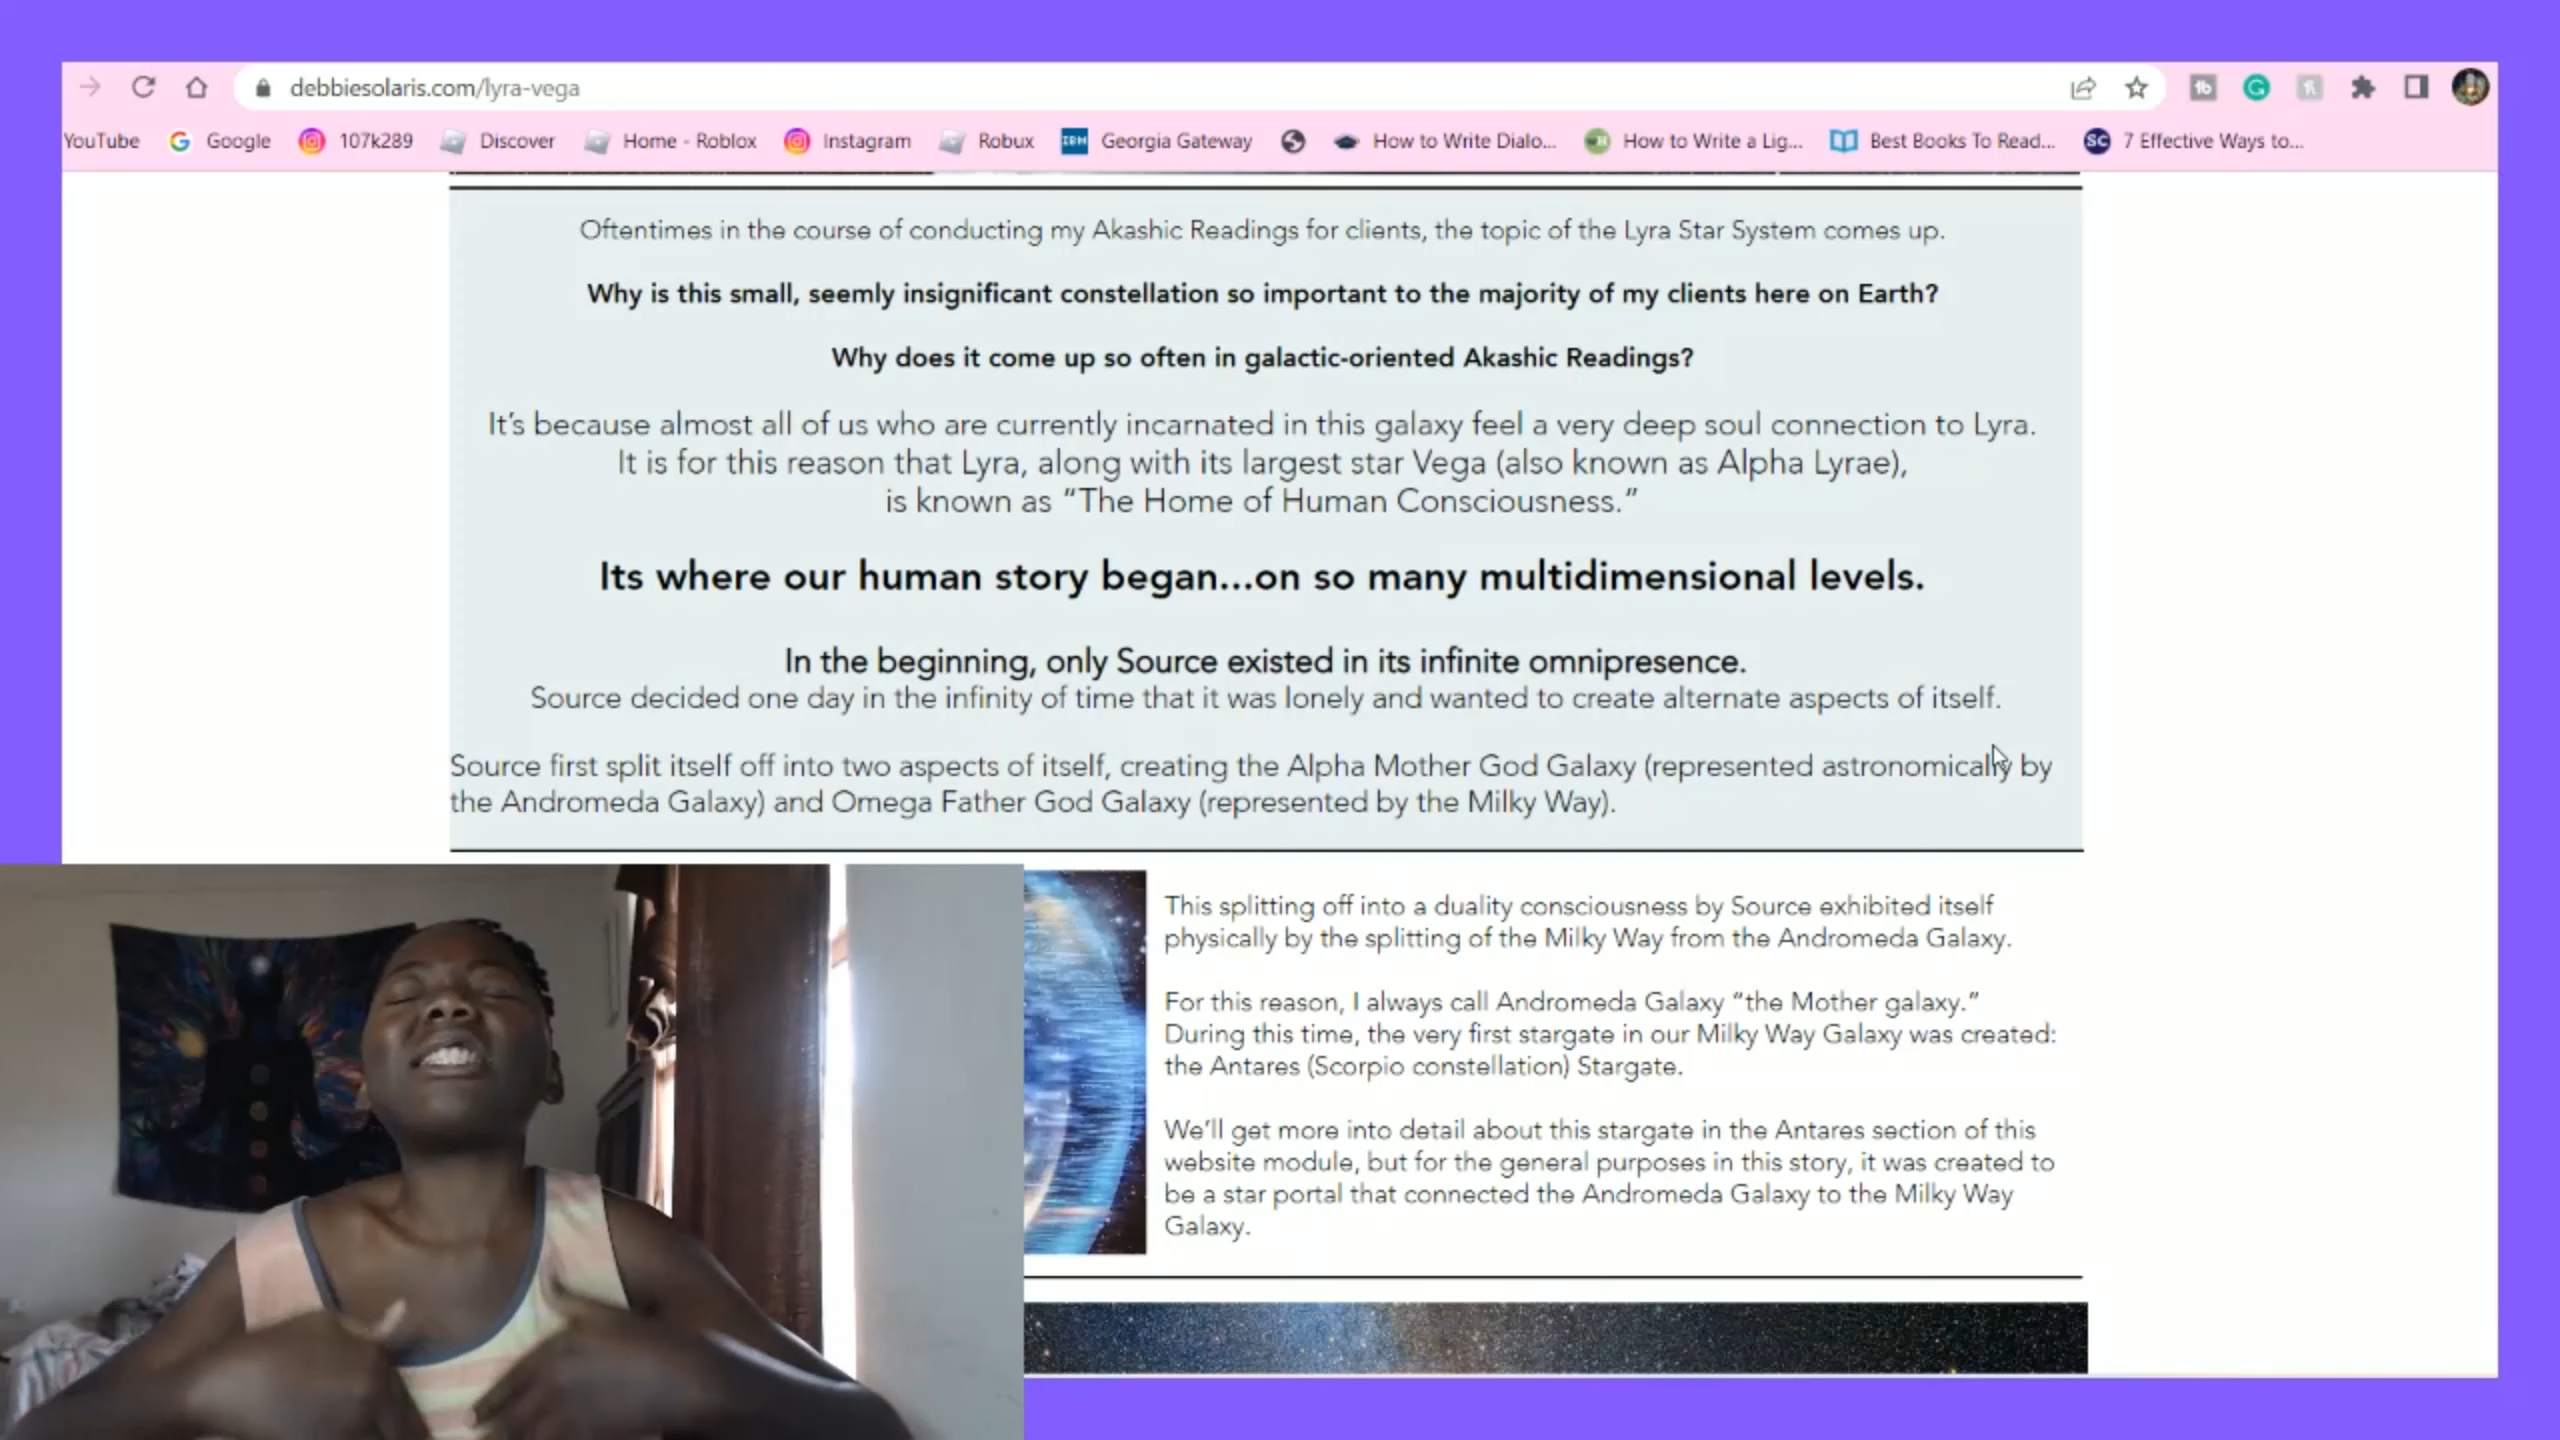 debbiesolaris.com/lyra-vega
YouTube Google 107k289 Discover Home - Roblox Instagram Robux IBM Georgia Gateway How to Write Dialo... How to Write a Lig... Best Books To Read... SC 7 Effective Ways to...
Oftentimes in the course of conducting my Akashic Readings for clients, the topic of the Lyra Star System comes up.
Why is this small, seemly insignificant constellation so important to the majority of my clients here on Earth?
Why does it come up so often in galactic-oriented Akashic Readings?
It's because almost all of us who are currently incarnated in this galaxy feel a very deep soul connection to Lyra.
It is for this reason that Lyra, along with its largest star Vega (also known as Alpha Lyrae),
is known as “The Home of Human Consciousness.”
Its where our human story began...on so many multidimensional levels.
In the beginning, only Source existed in its infinite omnipresence.
Source decided one day in the infinity of time that it was lonely and wanted to create alternate aspects of itself.
Source first split itself off into two aspects of itself, creating the Alpha Mother God Galaxy (represented astronomically by
the Andromeda Galaxy) and Omega Father God Galaxy (represented by the Milky Way).
This splitting off into a duality consciousness by Source exhibited itself
physically by the splitting of the Milky Way from the Andromeda Galaxy.
For this reason, I always call Andromeda Galaxy “the Mother galaxy.”
During this time, the very first stargate in our Milky Way Galaxy was created:
the Antares (Scorpio constellation) Stargate.
We'll get more into detail about this stargate in the Antares section of this
website module, but for the general purposes in this story, it was created to
be a star portal that connected the Andromeda Galaxy to the Milky Way
Galaxy.